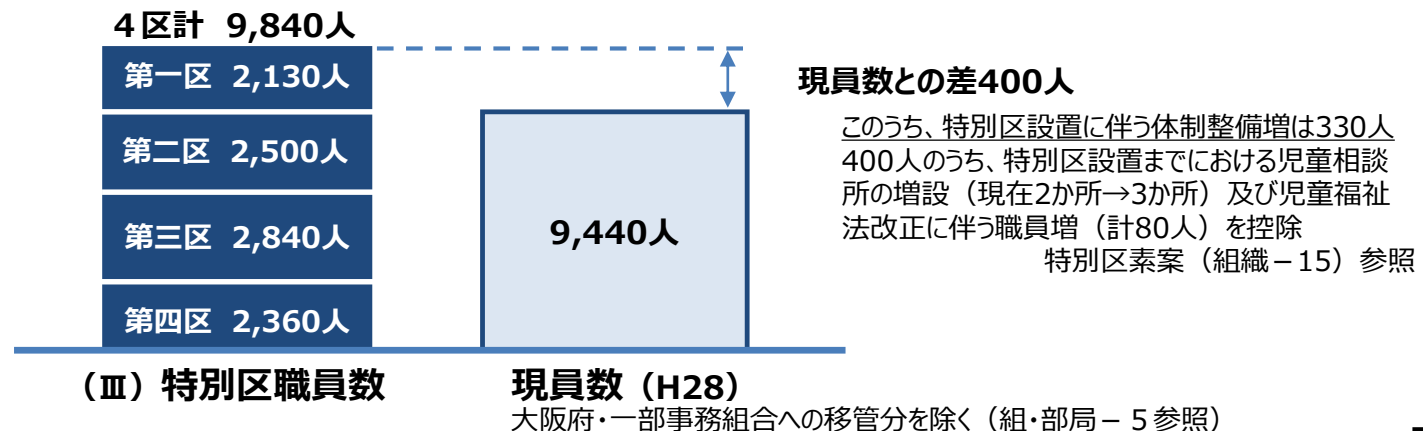 ４区計 9,840人
第一区 2,130人
第二区 2,500人
第三区 2,840人
第四区 2,360人
（Ⅲ）特別区職員数
9,440人
現員数（H28）
大阪府・一部事務組合への移管分を除く（組・部局－５参照）
現員数との差400人
このうち、特別区設置に伴う体制整備増は330人
400人のうち、特別区設置までにおける児童相談
所の増設（現在2か所→3か所）及び児童福祉
法改正に伴う職員増（計80人）を控除
特別区素案（組織－15）参照